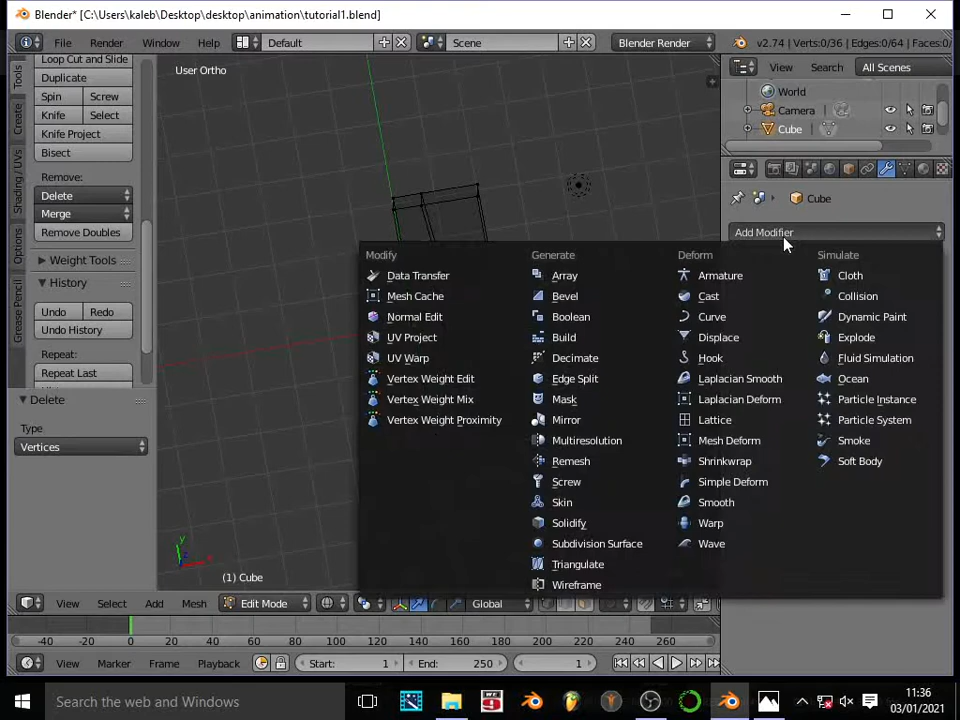 Blender* [C:\Users\kaleb\Desktop\desktop\animation\tutorial1.blend]
File Render Window Help Default Scene Blender Render v2.74 | Verts:0/36 | Edges:0/64 | Faces:0/
Loop Cut and Slide
Duplicate
Spin Screw
Knife Select
Knife Project
Bisect
Remove:
Delete
Merge
Remove Doubles
Weight Tools
History
Undo Redo
Undo History
Repeat:
Repeat Last
Tools
Create
Shading / UVs
Options
Grease Pencil
Delete
Type
Vertices
User Ortho
View Search All Scenes
World
Camera
Cube
Cube
Add Modifier
Modify
Data Transfer
Mesh Cache
Normal Edit
UV Project
UV Warp
Vertex Weight Edit
Vertex Weight Mix
Vertex Weight Proximity
Generate
Array
Bevel
Boolean
Build
Decimate
Edge Split
Mask
Mirror
Multiresolution
Remesh
Screw
Skin
Solidify
Subdivision Surface
Triangulate
Wireframe
Deform
Armature
Cast
Curve
Displace
Hook
Laplacian Smooth
Laplacian Deform
Lattice
Mesh Deform
Shrinkwrap
Simple Deform
Smooth
Warp
Wave
Simulate
Cloth
Collision
Dynamic Paint
Explode
Fluid Simulation
Ocean
Particle Instance
Particle System
Smoke
Soft Body
y
x
(1) Cube
View Select Add Mesh Edit Mode Global
-40 -20 0 20 40 60 80 100 120 140 160 180 200 220 240 260
View Marker Frame Playback Start: 1 End: 250 1
Search the web and Windows
11:36
03/01/2021